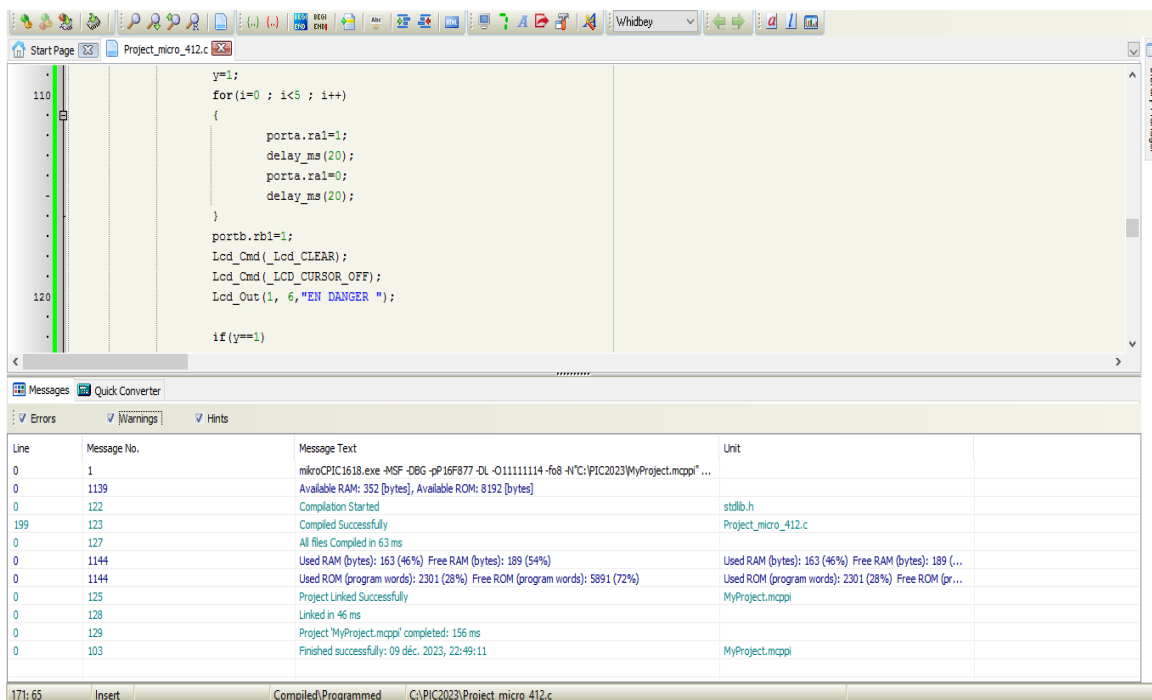 Whidbey
Start Page Project_micro_412.c
y=1;
110 for(i=0 ; i<5 ; i++)
{
porta.ra1=1;
delay_ms(20);
porta.ra1=0;
delay_ms(20);
}
portb.rb1=1;
Lcd_Cmd(_Lcd_CLEAR);
Lcd_Cmd(_LCD_CURSOR_OFF);
120 Lcd_Out(1, 6,"EN DANGER ");
if(y==1)
Messages Quick Converter
Errors Warnings Hints
Line Message No. Message Text Unit
0 1 mikroCPIC1618.exe -MSF -DBG -pP16F877 -DL -O11111114 -fo8 -N"C:\PIC2023\MyProject.mcppi" ...
0 1139 Available RAM: 352 [bytes], Available ROM: 8192 [bytes]
0 122 Compilation Started stdlib.h
199 123 Compiled Successfully Project_micro_412.c
0 127 All files Compiled in 63 ms
0 1144 Used RAM (bytes): 163 (46%) Free RAM (bytes): 189 (54%) Used RAM (bytes): 163 (46%) Free RAM (bytes): 189 (...
0 1144 Used ROM (program words): 2301 (28%) Free ROM (program words): 5891 (72%) Used ROM (program words): 2301 (28%) Free ROM (pr...
0 125 Project Linked Successfully MyProject.mcppi
0 128 Linked in 46 ms
0 129 Project 'MyProject.mcppi' completed: 156 ms
0 103 Finished successfully: 09 déc. 2023, 22:49:11 MyProject.mcppi
171: 65 Insert Compiled\Programmed C:\PIC2023\Project_micro_412.c